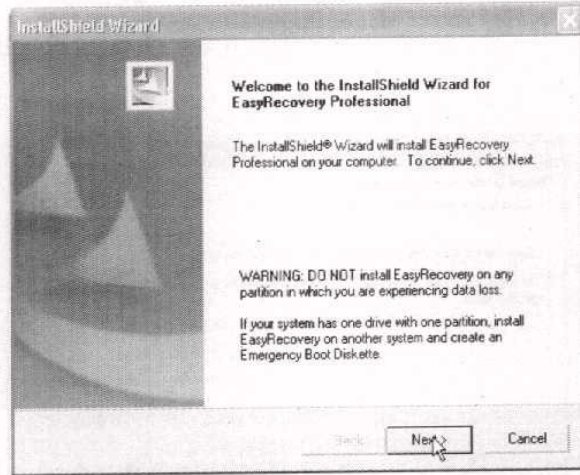 InstallShield Wizard
Welcome to the InstallShield Wizard for
EasyRecovery Professional
The InstallShield® Wizard will install EasyRecovery
Professional on your computer. To continue, click Next.
WARNING: DO NOT install EasyRecovery on any
partition in which you are experiencing data loss.
If your system has one drive with one partition, install
EasyRecovery on another system and create an
Emergency Boot Diskette.
Back Next > Cancel